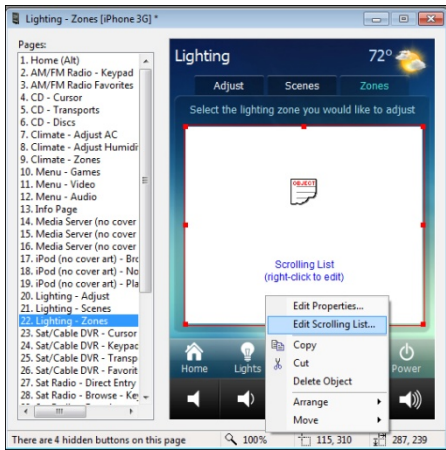 Lighting - Zones [iPhone 3G] *
Pages:
1. Home (Alt)
2. AM/FM Radio - Keypad
3. AM/FM Radio Favorites
4. CD - Cursor
5. CD - Transports
6. CD - Discs
7. Climate - Adjust AC
8. Climate - Adjust Humidi
9. Climate - Zones
10. Menu - Games
11. Menu - Video
12. Menu - Audio
13. Info Page
14. Media Server (no cover
15. Media Server (no cover
16. Media Server (no cover
17. iPod (no cover art) - Bro
18. iPod (no cover art) - No
19. iPod (no cover art) - Pla
20. Lighting - Adjust
21. Lighting - Scenes
22. Lighting - Zones
23. Sat/Cable DVR - Cursor
24. Sat/Cable DVR - Keypac
25. Sat/Cable DVR - Transp
26. Sat/Cable DVR - Favorit
27. Sat Radio - Direct Entry
28. Sat Radio - Browse - Key
Lighting
72°
Adjust
Scenes
Zones
Select the lighting zone you would like to adjust
OBJECT
Scrolling List
(right-click to edit)
Edit Properties...
Edit Scrolling List...
Copy
Cut
Delete Object
Arrange
Move
Home
Lights
Power
There are 4 hidden buttons on this page
100%
115, 310
287, 239